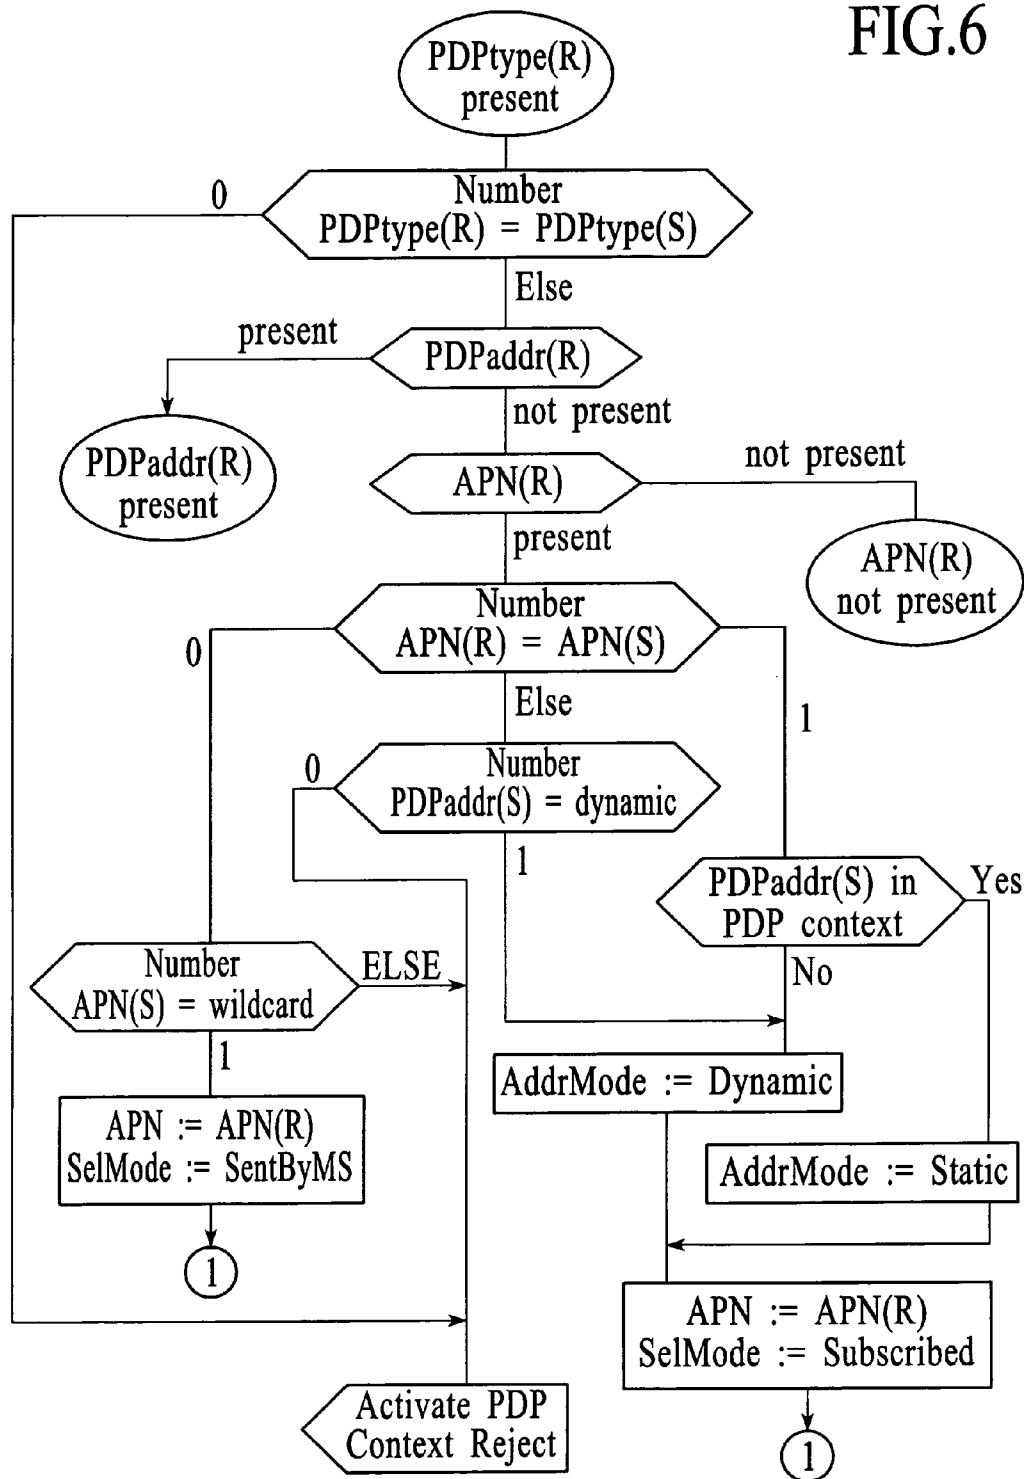 FIG.6
PDPtype(R)
present
0
Number
PDPtype(R) = PDPtype(S)
Else
present
PDPaddr(R)
not present
PDPaddr(R)
present
APN(R)
not present
present
APN(R)
not present
0
Number
APN(R) = APN(S)
Else
1
0
Number
PDPaddr(S) = dynamic
1
PDPaddr(S) in
PDP context
Yes
No
Number
APN(S) = wildcard
ELSE
1
AddrMode := Dynamic
APN := APN(R)
SelMode := SentByMS
AddrMode := Static
1
APN := APN(R)
SelMode := Subscribed
Activate PDP
Context Reject
1